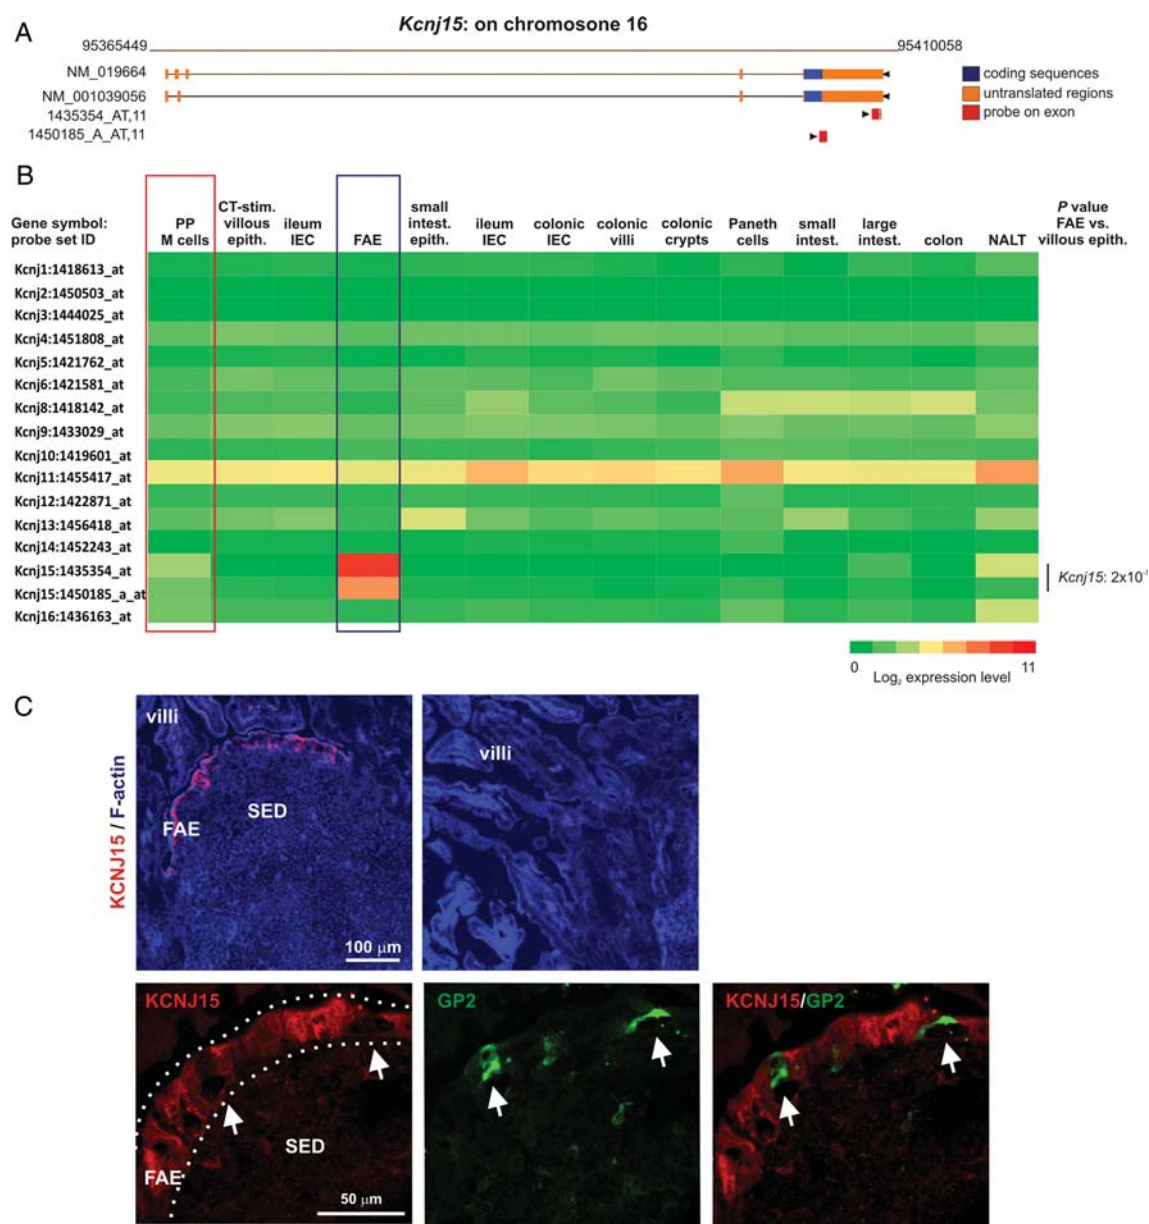 A
Kcnj15: on chromosone 16
95365449
95410058
NM_019664
NM_001039056
1435354_AT,11
1450185_A_AT,11
coding sequences
untranslated regions
probe on exon
B
Gene symbol:
probe set ID
PP
M cells
CT-stim.
villous
epith.
ileum
IEC
FAE
small
intest.
epith.
ileum
IEC
colonic
IEC
colonic
villi
colonic
crypts
Paneth
cells
small
intest.
large
intest.
colon
NALT
P value
FAE vs.
villous epith.
Kcnj1:1418613_at
Kcnj2:1450503_at
Kcnj3:1444025_at
Kcnj4:1451808_at
Kcnj5:1421762_at
Kcnj6:1421581_at
Kcnj8:1418142_at
Kcnj9:1433029_at
Kcnj10:1419601_at
Kcnj11:1455417_at
Kcnj12:1422871_at
Kcnj13:1456418_at
Kcnj14:1452243_at
Kcnj15:1435354_at
Kcnj15:1450185_a_at
Kcnj16:1436163_at
Kcnj15: 2x10-
0
11
Log2 expression level
C
KCNJ15 / F-actin
villi
FAE
SED
100 µm
villi
KCNJ15
FAE
SED
50 µm
GP2
KCNJ15/GP2